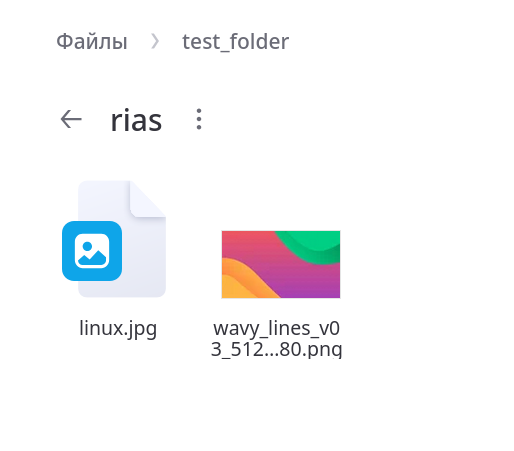 Файлы > test_folder
rias
linux.jpg
wavy_lines_v0
3_512...80.png